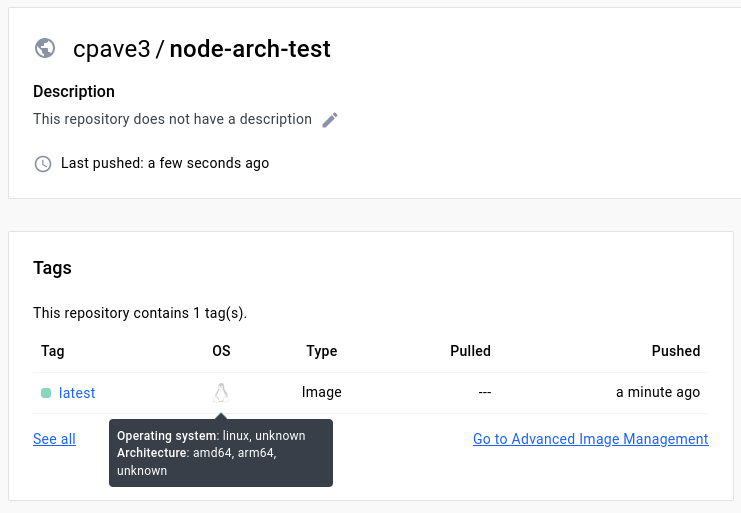 cpave3 / node-arch-test
Description
This repository does not have a description
Last pushed: a few seconds ago
Tags
This repository contains 1 tag(s).
Tag OS Type Pulled Pushed
latest Image --- a minute ago
See all Go to Advanced Image Management
Operating system: linux, unknown
Architecture: amd64, arm64,
unknown